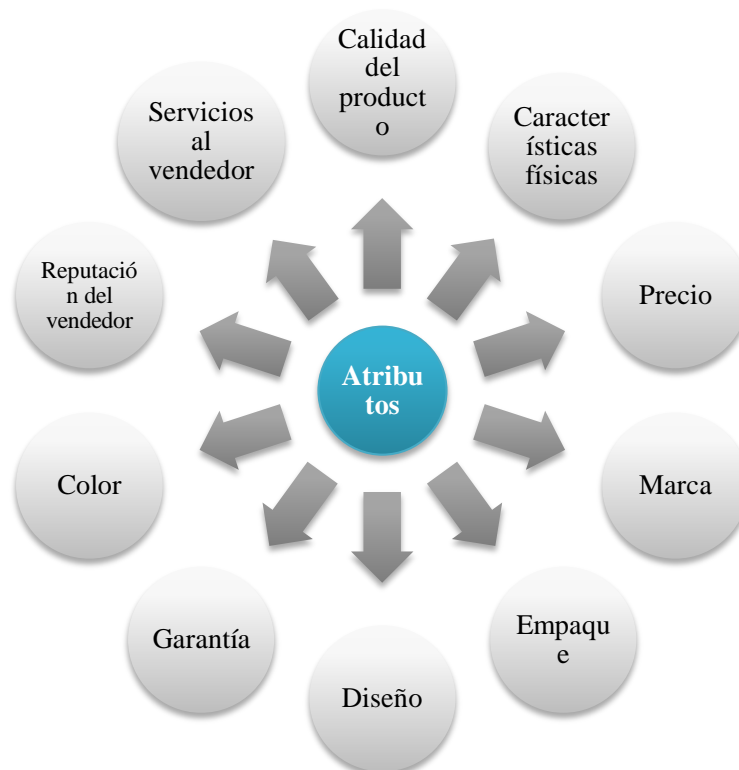 Calidad
del
product
o
Caracter
ísticas
físicas
Precio
Marca
Empaqu
e
Diseño
Garantía
Color
Reputació
n del
vendedor
Servicios
al
vendedor
Atribu
tos